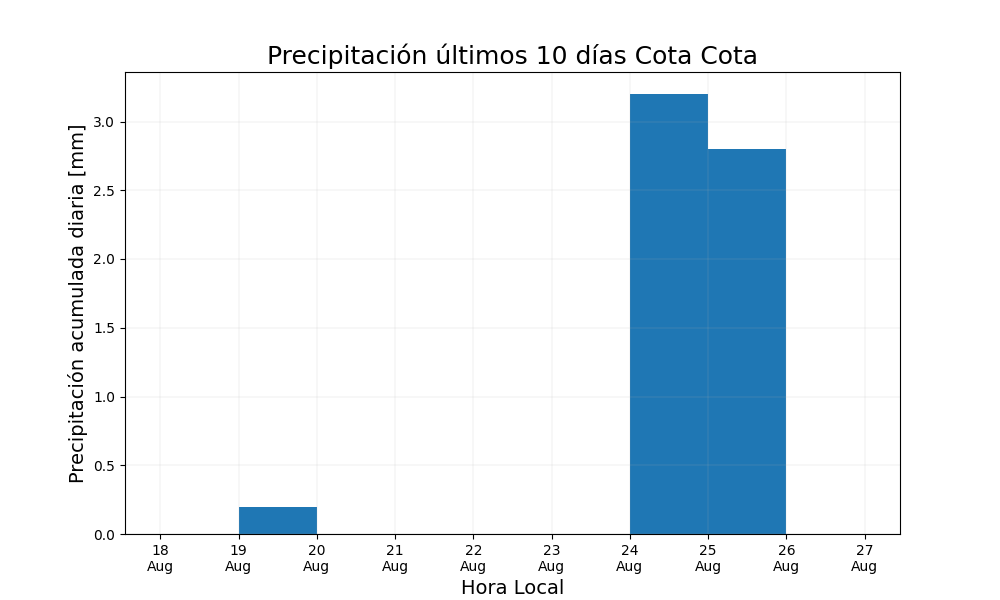 Precipitación últimos 10 días Cota Cota
Precipitación acumulada diaria [mm]
3.0
2.5
2.0
1.5
1.0
0.5
0.0
18 19 20 21 22 23 24 25 26 27
Aug Aug Aug Aug Aug Aug Aug Aug Aug Aug
Hora Local